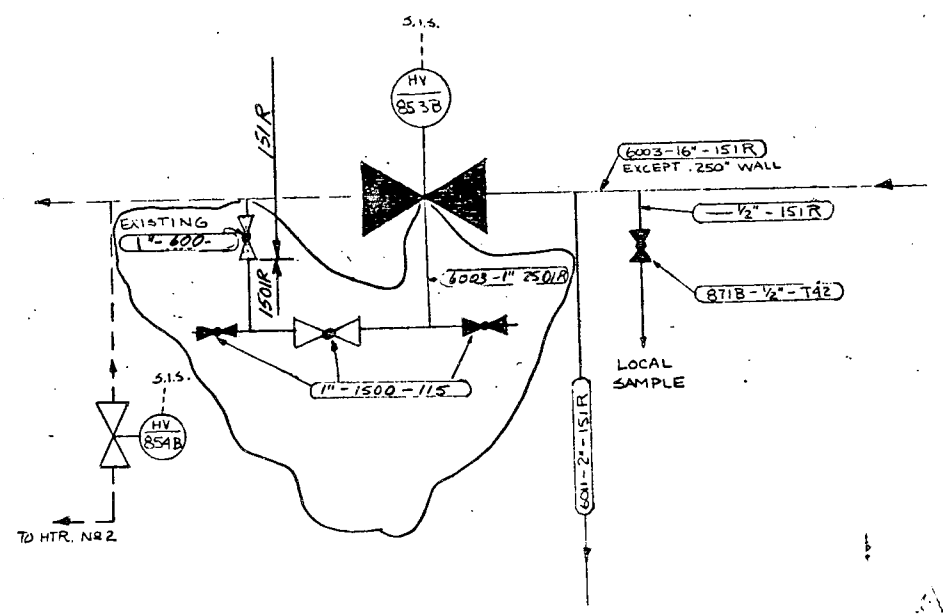 S.I.S.
HV
853B
151R
6003-16"-151R
EXCEPT .250" WALL
1/2"-151R
EXISTING
1"-600-
1501R
6003-1" 2501R
871B-1/2"-T42
LOCAL
SAMPLE
1"-1500-115
S.I.S.
HV
854B
6011-2"-151R
TO HTR. No 2